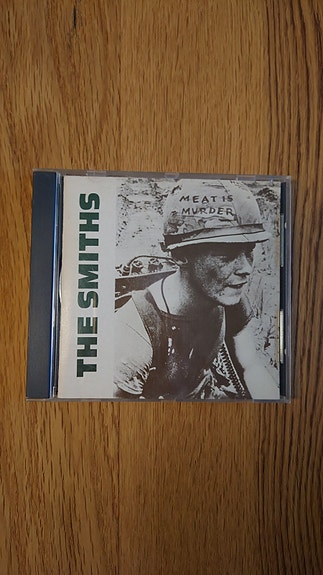 THE SMITHS
MEAT IS
MURDER